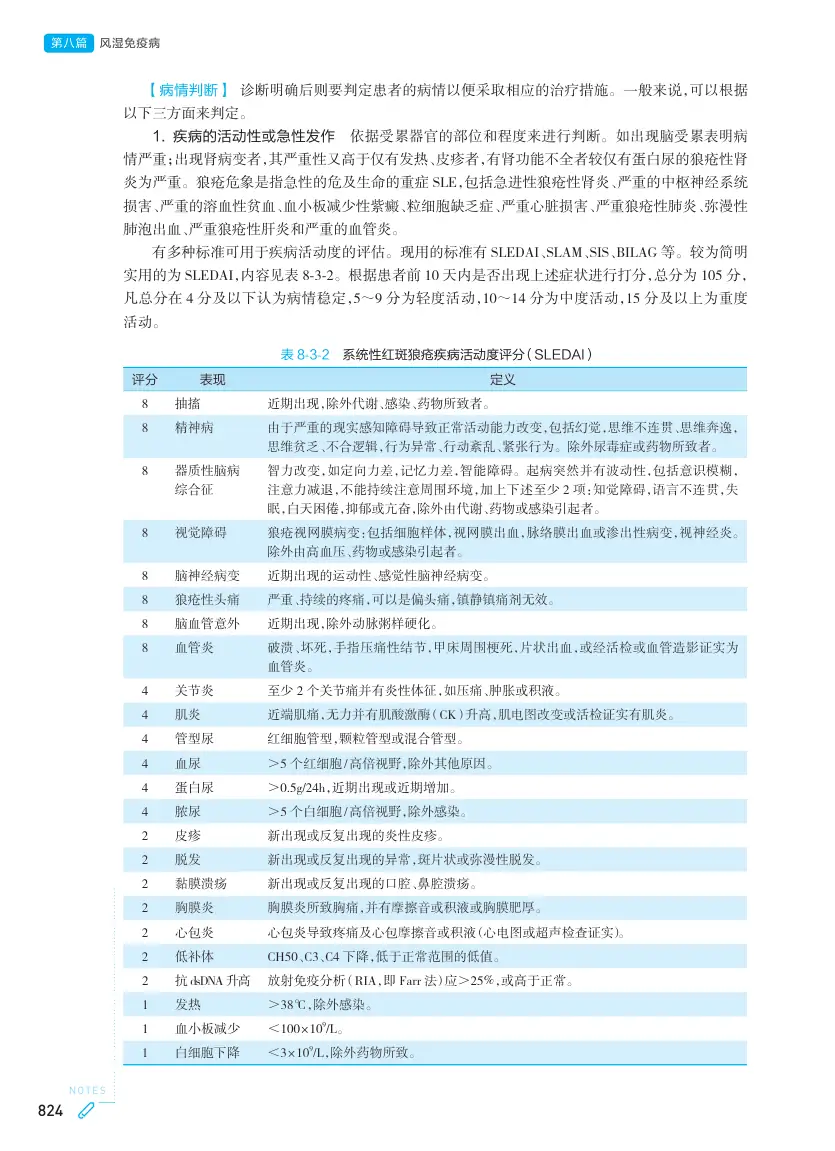 第八篇 风湿免疫病
【病情判断】 诊断明确后则要判定患者的病情以便采取相应的治疗措施。一般来说,可以根据
以下三方面来判定。
1. 疾病的活动性或急性发作 依据受累器官的部位和程度来进行判断。如出现脑受累表明病
情严重;出现肾病变者,其严重性又高于仅有发热、皮疹者,有肾功能不全者较仅有蛋白尿的狼疮性肾
炎为严重。狼疮危象是指急性的危及生命的重症 SLE,包括急进性狼疮性肾炎、严重的中枢神经系统
损害、严重的溶血性贫血、血小板减少性紫癜、粒细胞缺乏症、严重心脏损害、严重狼疮性肺炎、弥漫性
肺泡出血、严重狼疮性肝炎和严重的血管炎。
有多种标准可用于疾病活动度的评估。现用的标准有 SLEDAI、SLAM、SIS、BILAG 等。较为简明
实用的为 SLEDAI,内容见表 8-3-2。根据患者前 10 天内是否出现上述症状进行打分,总分为 105 分,
凡总分在 4 分及以下认为病情稳定,5～9 分为轻度活动,10～14 分为中度活动,15 分及以上为重度
活动。
表 8-3-2 系统性红斑狼疮疾病活动度评分(SLEDAI)
评分 表现 定义
8 抽搐 近期出现,除外代谢、感染、药物所致者。
8 精神病 由于严重的现实感知障碍导致正常活动能力改变,包括幻觉,思维不连贯、思维奔逸,
思维贫乏、不合逻辑,行为异常、行动紊乱、紧张行为。除外尿毒症或药物所致者。
8 器质性脑病 智力改变,如定向力差,记忆力差,智能障碍。起病突然并有波动性,包括意识模糊,
综合征 注意力减退,不能持续注意周围环境,加上下述至少 2 项:知觉障碍,语言不连贯,失
眠,白天困倦,抑郁或亢奋,除外由代谢、药物或感染引起者。
8 视觉障碍 狼疮视网膜病变:包括细胞样体,视网膜出血,脉络膜出血或渗出性病变,视神经炎。
除外由高血压、药物或感染引起者。
8 脑神经病变 近期出现的运动性、感觉性脑神经病变。
8 狼疮性头痛 严重、持续的疼痛,可以是偏头痛,镇静镇痛剂无效。
8 脑血管意外 近期出现,除外动脉粥样硬化。
8 血管炎 破溃、坏死,手指压痛性结节,甲床周围梗死,片状出血,或经活检或血管造影证实为
血管炎。
4 关节炎 至少 2 个关节痛并有炎性体征,如压痛、肿胀或积液。
4 肌炎 近端肌痛,无力并有肌酸激酶(CK)升高,肌电图改变或活检证实有肌炎。
4 管型尿 红细胞管型,颗粒管型或混合管型。
4 血尿 ＞5 个红细胞/高倍视野,除外其他原因。
4 蛋白尿 ＞0.5g/24h,近期出现或近期增加。
4 脓尿 ＞5 个白细胞/高倍视野,除外感染。
2 皮疹 新出现或反复出现的炎性皮疹。
2 脱发 新出现或反复出现的异常,斑片状或弥漫性脱发。
2 黏膜溃疡 新出现或反复出现的口腔、鼻腔溃疡。
2 胸膜炎 胸膜炎所致胸痛,并有摩擦音或积液或胸膜肥厚。
2 心包炎 心包炎导致疼痛及心包摩擦音或积液(心电图或超声检查证实)。
2 低补体 CH50、C3、C4 下降,低于正常范围的低值。
2 抗 dsDNA 升高 放射免疫分析(RIA,即 Farr 法)应＞25%,或高于正常。
1 发热 ＞38℃,除外感染。
1 血小板减少 ＜100×10⁹/L。
1 白细胞下降 ＜3×10⁹/L,除外药物所致。
NOTES
824